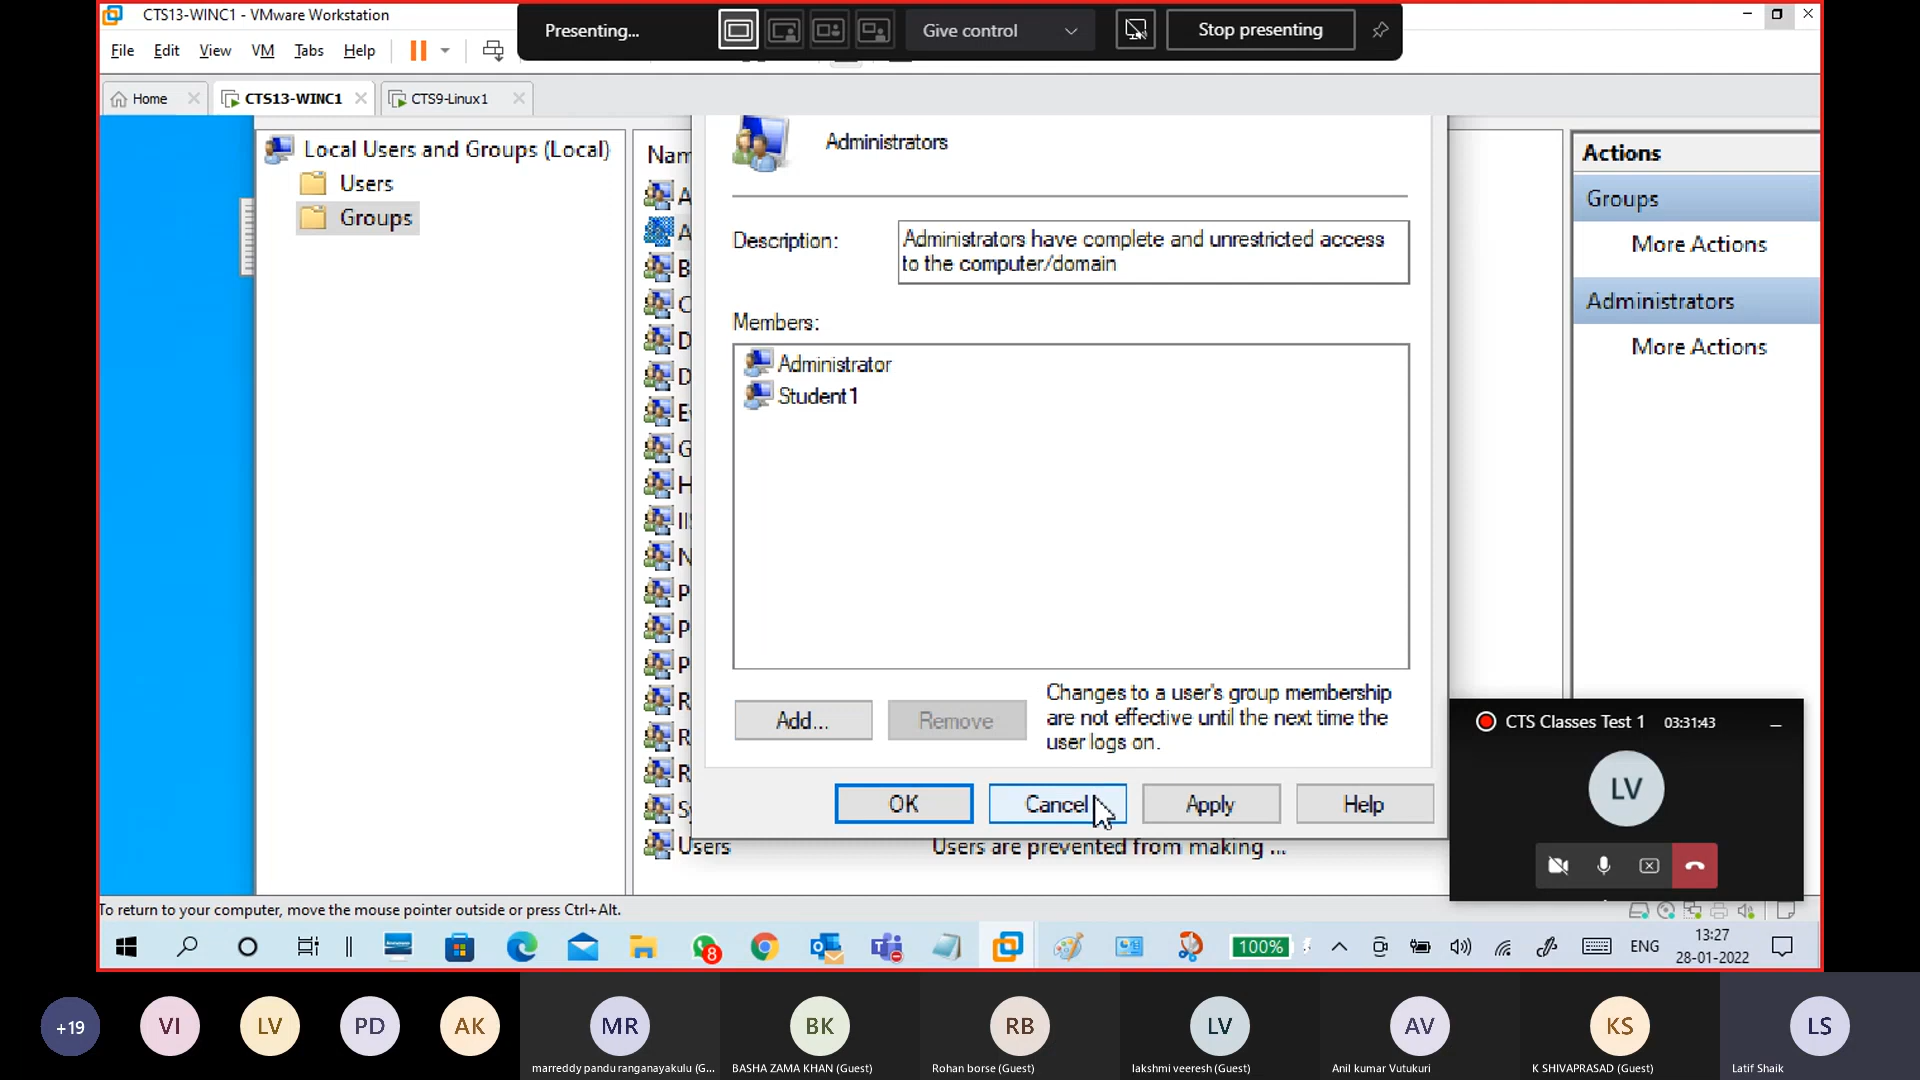 CTS13-WINC1 - VMware Workstation
Presenting...
Give control
Stop presenting
File Edit View VM Tabs Help
Home
CTS13-WINC1
CTS9-Linux1
Local Users and Groups (Local)
Users
Groups
Nam
A
A
B
C
D
D
E
G
H
II
N
P
P
P
R
R
R
S
Users
Users are prevented from making ...
Administrators
Description:
Administrators have complete and unrestricted access
to the computer/domain
Members:
Administrator
Student1
Add...
Remove
Changes to a user's group membership
are not effective until the next time the
user logs on.
OK
Cancel
Apply
Help
Actions
Groups
More Actions
Administrators
More Actions
CTS Classes Test 1 03:31:43
LV
To return to your computer, move the mouse pointer outside or press Ctrl+Alt.
8
100%
ENG
13:27
28-01-2022
+19
VI
LV
PD
AK
MR
marreddy pandu ranganayakulu (G...
BK
BASHA ZAMA KHAN (Guest)
RB
Rohan borse (Guest)
LV
lakshmi veeresh (Guest)
AV
Anil kumar Vutukuri
KS
K SHIVAPRASAD (Guest)
LS
Latif Shaik